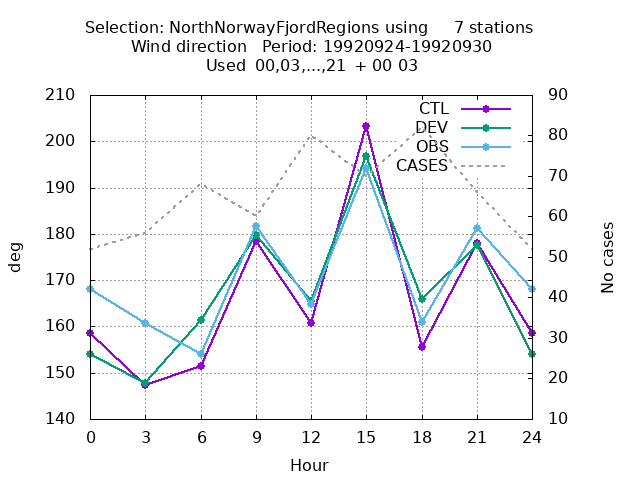 Selection: NorthNorwayFjordRegions using     7 stations
Wind direction   Period: 19920924-19920930
Used  00,03,...,21  + 00 03
210 90
CTL
DEV
OBS
CASES
200 80
190 70
180 60
170 50
160 40
150 30
140 20
10
deg
No cases
0 3 6 9 12 15 18 21 24
Hour